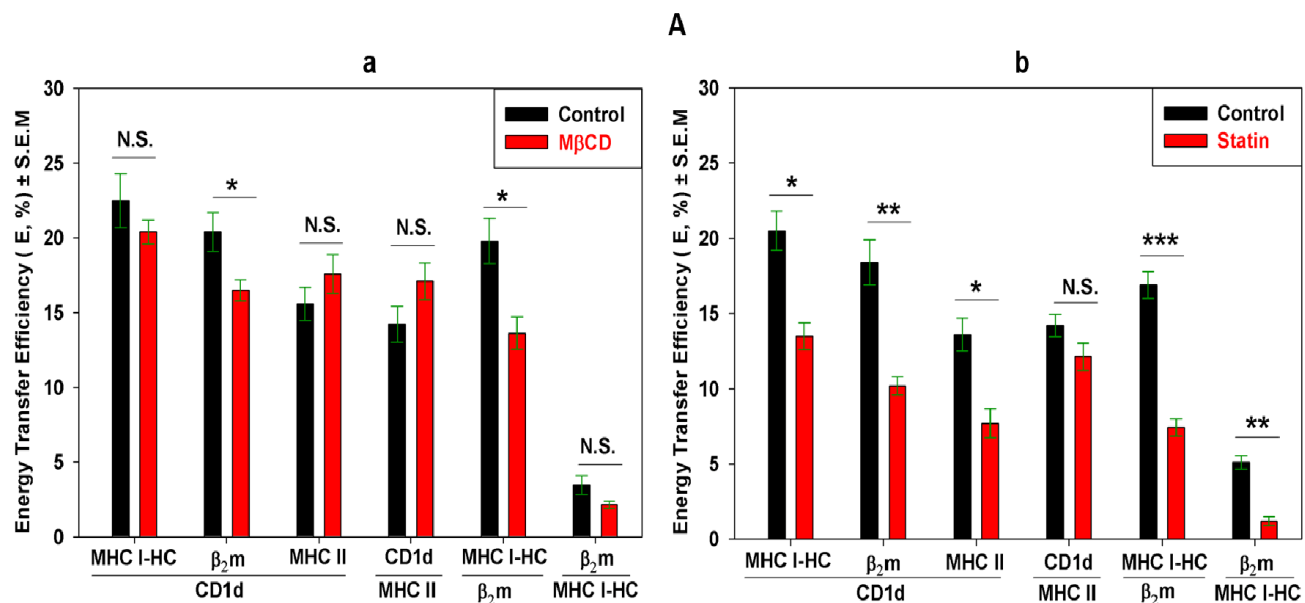 A
a
Energy Transfer Efficiency ( E, %) ± S.E.M
30
25
20
15
10
5
0
Control
MβCD
N.S.
*
N.S.
N.S.
*
N.S.
MHC I-HC
β₂m
MHC II
CD1d
MHC I-HC
β₂m
CD1d
MHC II
β₂m
MHC I-HC
b
Energy Transfer Efficiency ( E, %) ± S.E.M
30
25
20
15
10
5
0
Control
Statin
*
**
*
N.S.
***
**
MHC I-HC
β₂m
MHC II
CD1d
MHC I-HC
β₂m
CD1d
MHC II
β₂m
MHC I-HC